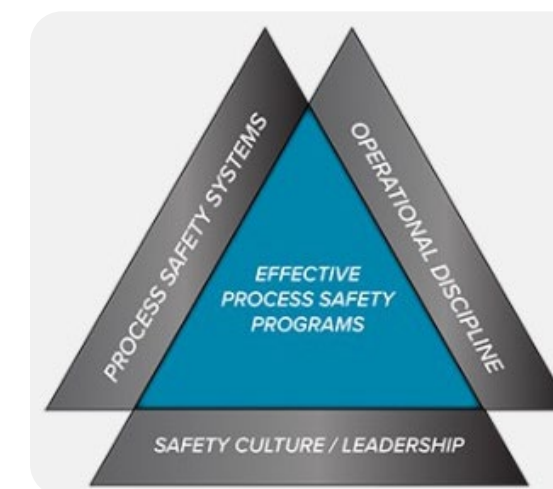 PROCESS SAFETY SYSTEMS
OPERATIONAL DISCIPLINE
EFFECTIVE
PROCESS SAFETY
PROGRAMS
SAFETY CULTURE / LEADERSHIP